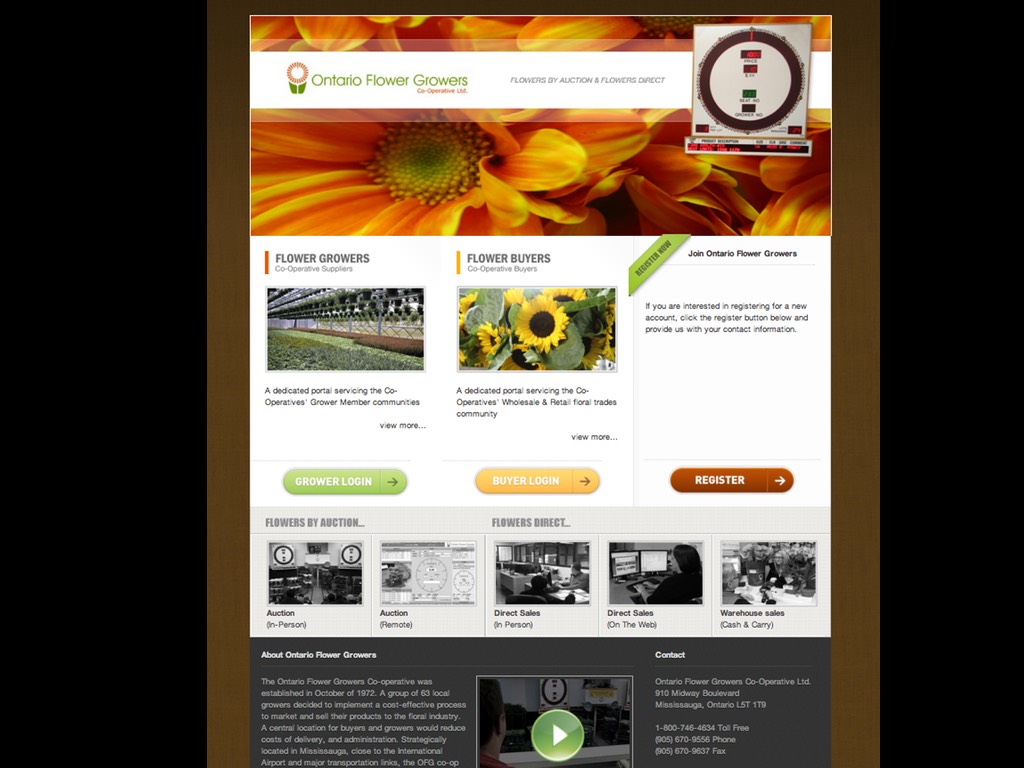 Ontario Flower Growers
Co-Operative Ltd.
FLOWERS BY AUCTION & FLOWERS DIRECT
PRICE
SEAT NO
GROWER NO
PRODUCT DESCRIPTION
FLOWER GROWERS
Co-Operative Suppliers
A dedicated portal servicing the Co-
Operatives' Grower Member communities
view more...
GROWER LOGIN
FLOWER BUYERS
Co-Operative Buyers
A dedicated portal servicing the Co-
Operatives' Wholesale & Retail floral trades
community
view more...
BUYER LOGIN
REGISTER NOW
Join Ontario Flower Growers
If you are interested in registering for a new
account, click the register button below and
provide us with your contact information.
REGISTER
FLOWERS BY AUCTION...
FLOWERS DIRECT...
Auction
(In-Person)
Auction
(Remote)
Direct Sales
(In Person)
Direct Sales
(On The Web)
Warehouse sales
(Cash & Carry)
About Ontario Flower Growers
The Ontario Flower Growers Co-operative was
established in October of 1972. A group of 63 local
growers decided to implement a cost-effective process
to market and sell their products to the floral industry.
A central location for buyers and growers would reduce
costs of delivery, and administration. Strategically
located in Mississauga, close to the International
Airport and major transportation links, the OFG co-op
Contact
Ontario Flower Growers Co-Operative Ltd.
910 Midway Boulevard
Mississauga, Ontario L5T 1T9
1-800-746-4634 Toll Free
(905) 670-9556 Phone
(905) 670-9637 Fax